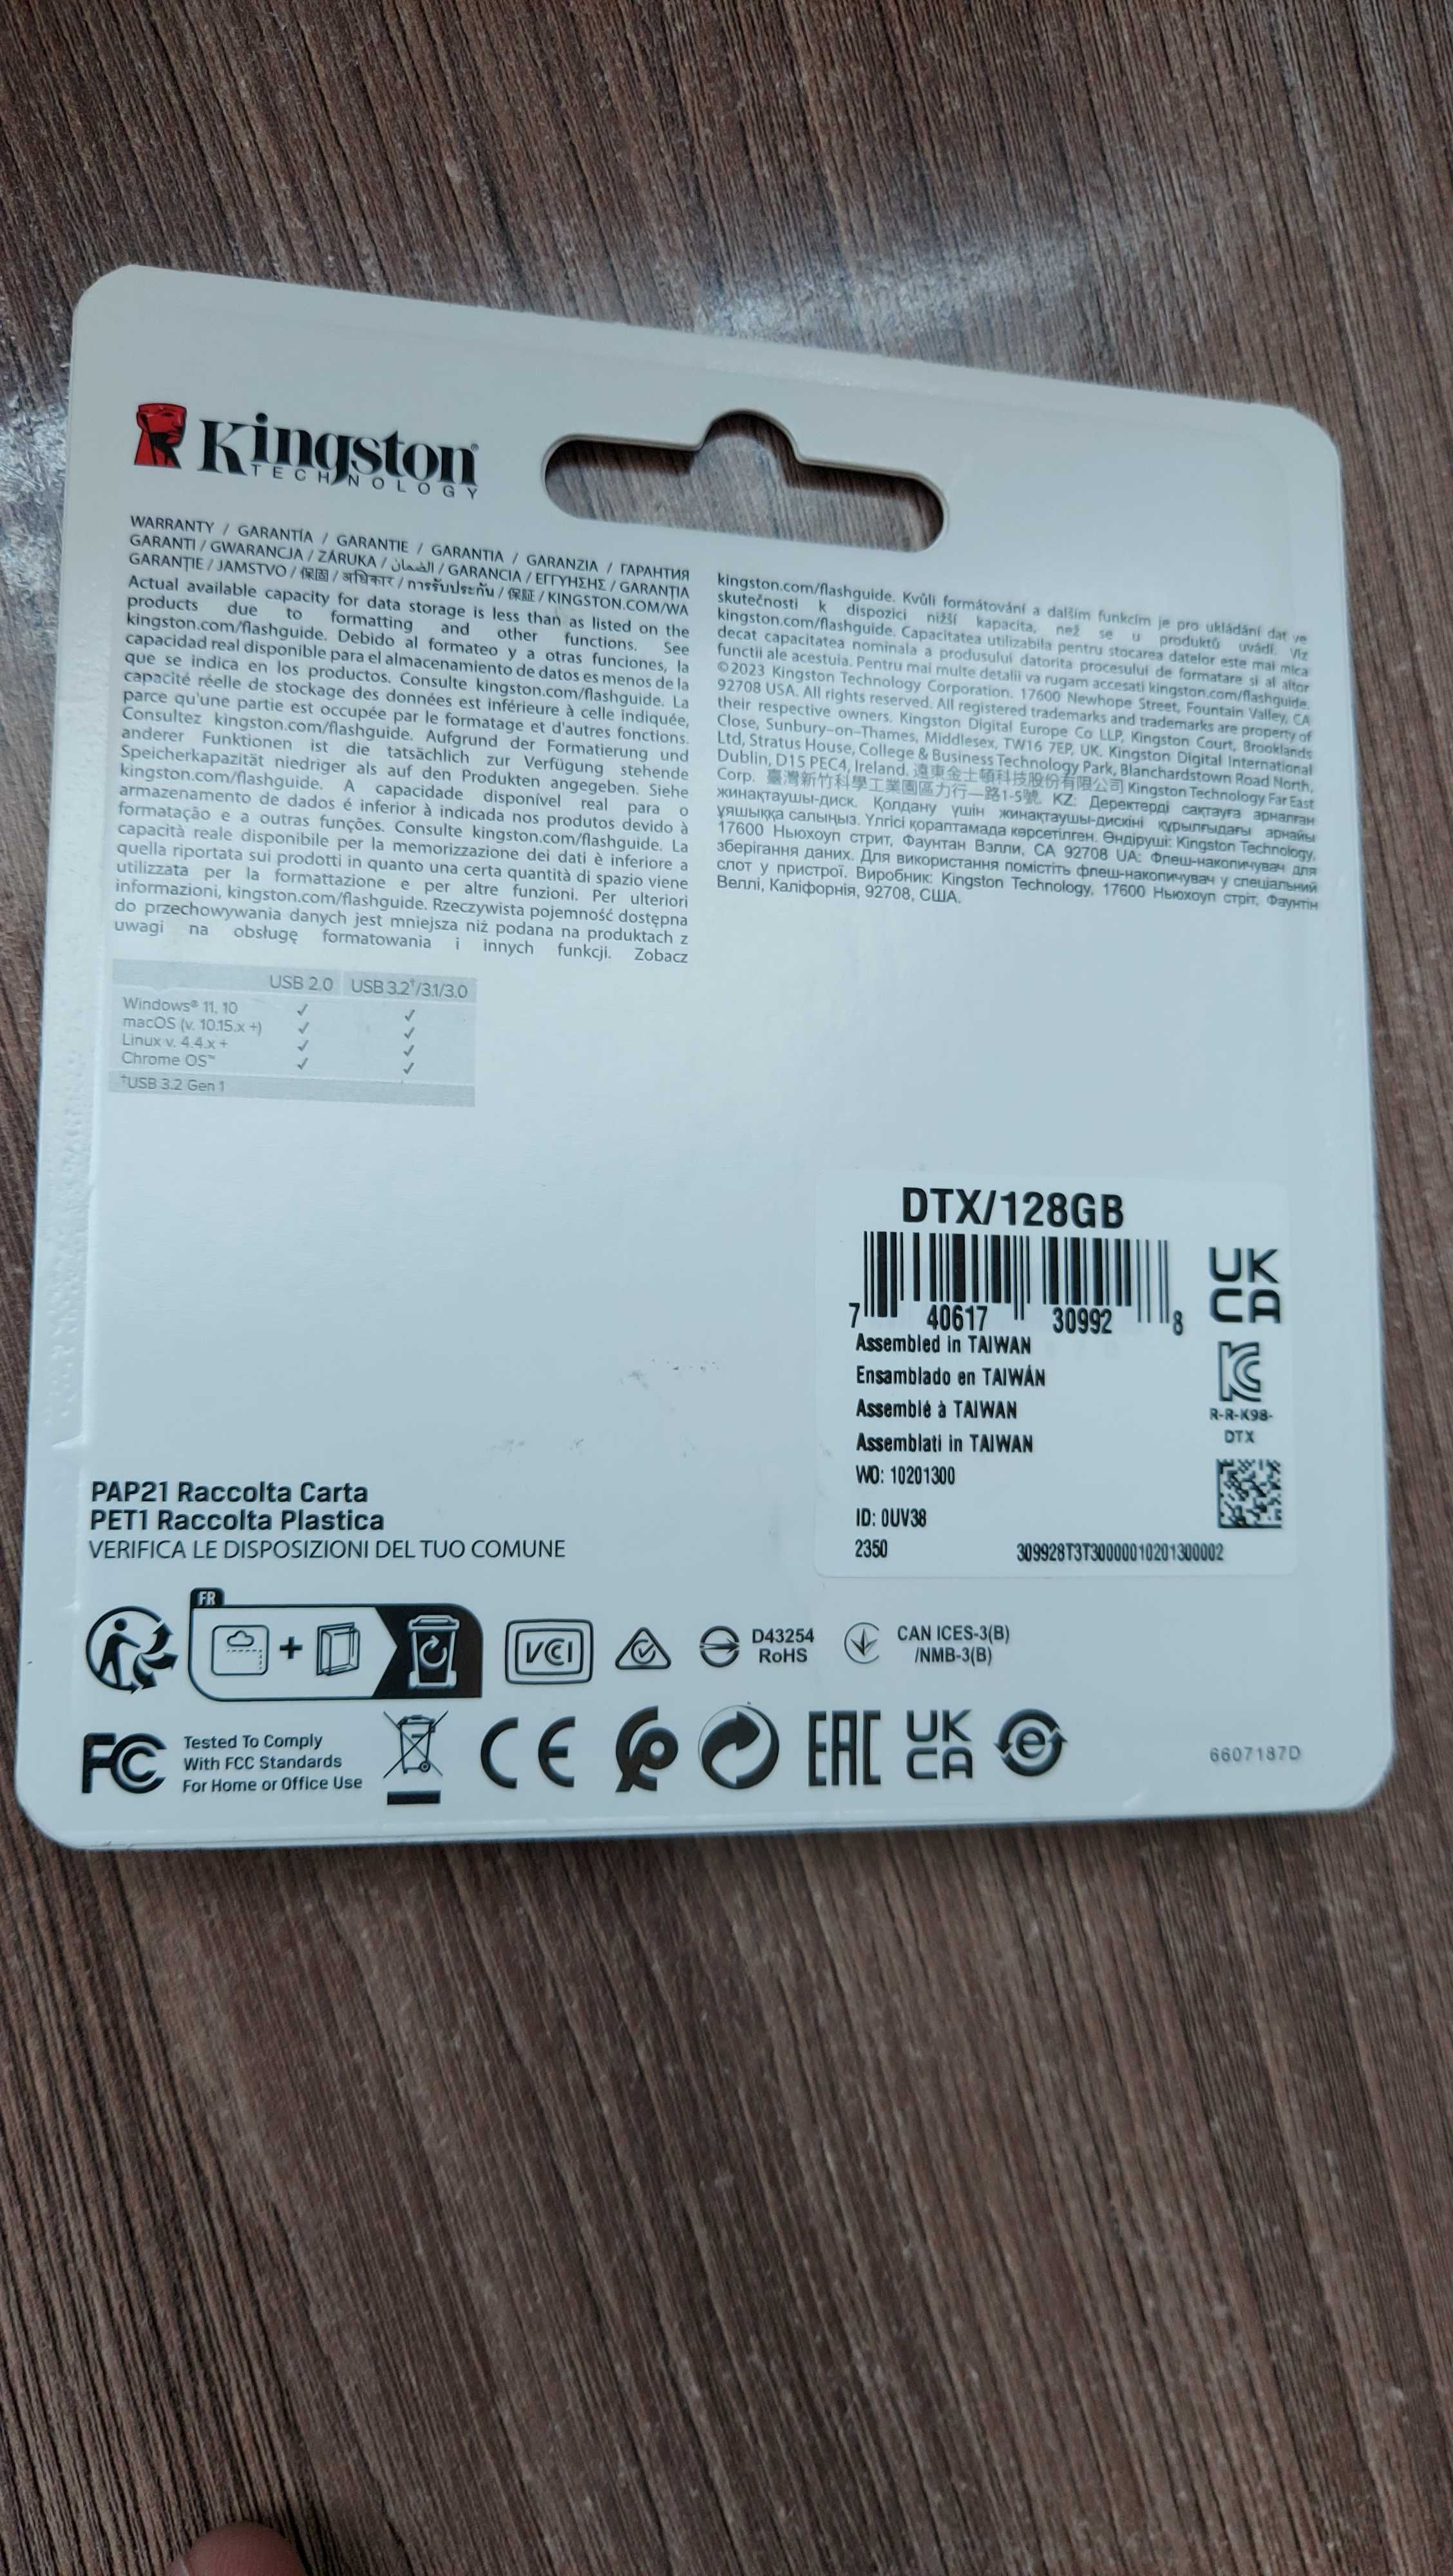 Kingston®
TECHNOLOGY
WARRANTY / GARANTÍA / GARANTIE / GARANTIA / GARANZIA / ГАРАНТИЯ
GARANTI / GWARANCJA / ZÁRUKA / الضمان / GARANCIA / ΕΓΓΥΗΣΗΣ / GARANȚIA
GARANȚIE / JAMSTVO / 保固 / अधिकार / การรับประกัน / 保証 / KINGSTON.COM/WA
Actual available capacity for data storage is less than as listed on the
products due to formatting and other functions. See
kingston.com/flashguide. Debido al formateo y a otras funciones, la
capacidad real disponible para el almacenamiento de datos es menos de la
que se indica en los productos. Consulte kingston.com/flashguide. La
capacité réelle de stockage des données est inférieure à celle indiquée,
parce qu'une partie est occupée par le formatage et d'autres fonctions.
Consultez kingston.com/flashguide. Aufgrund der Formatierung und
anderer Funktionen ist die tatsächlich zur Verfügung stehende
Speicherkapazität niedriger als auf den Produkten angegeben. Siehe
kingston.com/flashguide. A capacidade disponível real para o
armazenamento de dados é inferior à indicada nos produtos devido à
formatação e a outras funções. Consulte kingston.com/flashguide. La
capacità reale disponibile per la memorizzazione dei dati è inferiore a
quella riportata sui prodotti in quanto una certa quantità di spazio viene
utilizzata per la formattazione e per altre funzioni. Per ulteriori
informazioni, kingston.com/flashguide. Rzeczywista pojemność dostępna
do przechowywania danych jest mniejsza niż podana na produktach z
uwagi na obsługę formatowania i innych funkcji. Zobacz
kingston.com/flashguide. Kvůli formátování a dalším funkcím je pro ukládání dat ve
skutečnosti k dispozici nižší kapacita, než se u produktů uvádí. Viz
kingston.com/flashguide. Capacitatea utilizabila pentru stocarea datelor este mai mica
decat capacitatea nominala a produsului datorita procesului de formatare si al altor
functii ale acestuia. Pentru mai multe detalii va rugam accesati kingston.com/flashguide.
©2023 Kingston Technology Corporation. 17600 Newhope Street, Fountain Valley, CA
92708 USA. All rights reserved. All registered trademarks and trademarks are property of
their respective owners. Kingston Digital Europe Co LLP, Kingston Court, Brooklands
Close, Sunbury-on-Thames, Middlesex, TW16 7EP, UK. Kingston Digital International
Ltd, Stratus House, College & Business Technology Park, Blanchardstown Road North,
Dublin, D15 PEC4, Ireland. 遠東金士頓科技股份有限公司 Kingston Technology Far East
Corp. 臺灣新竹科學工業園區力行一路1-5號. KZ: Деректерді сақтауға арналған
жинақтаушы-диск. Қолдану үшін жинақтаушы-дискіні құрылғыдағы арнайы
ұяшыққа салыңыз. Үлгісі қораптамада көрсетілген. Өндіруші: Kingston Technology,
17600 Ньюхоуп стрит, Фаунтан Вэлли, CA 92708 UA: Флеш-накопичувач для
зберігання даних. Для використання помістіть флеш-накопичувач у спеціальний
слот у пристрої. Виробник: Kingston Technology, 17600 Ньюхоуп стріт, Фаунтін
Веллі, Каліфорнія, 92708, США.
USB 2.0 USB 3.2†/3.1/3.0
Windows® 11, 10 ✓ ✓
macOS (v. 10.15.x +) ✓ ✓
Linux v. 4.4.x + ✓ ✓
Chrome OS™ ✓ ✓
†USB 3.2 Gen 1
DTX/128GB
7 40617 30992 8
UK
CA
Assembled in TAIWAN
Ensamblado en TAIWÁN
Assemblé à TAIWAN
Assemblati in TAIWAN
R-R-K98-
DTX
WO: 10201300
ID: 0UV38
2350 309928T3T30000010201300002
PAP21 Raccolta Carta
PET1 Raccolta Plastica
VERIFICA LE DISPOSIZIONI DEL TUO COMUNE
FR
+
VCI
D43254
RoHS
CAN ICES-3(B)
/NMB-3(B)
FC
Tested To Comply
With FCC Standards
For Home or Office Use
CE
EAC
UK
CA
e
6607187D